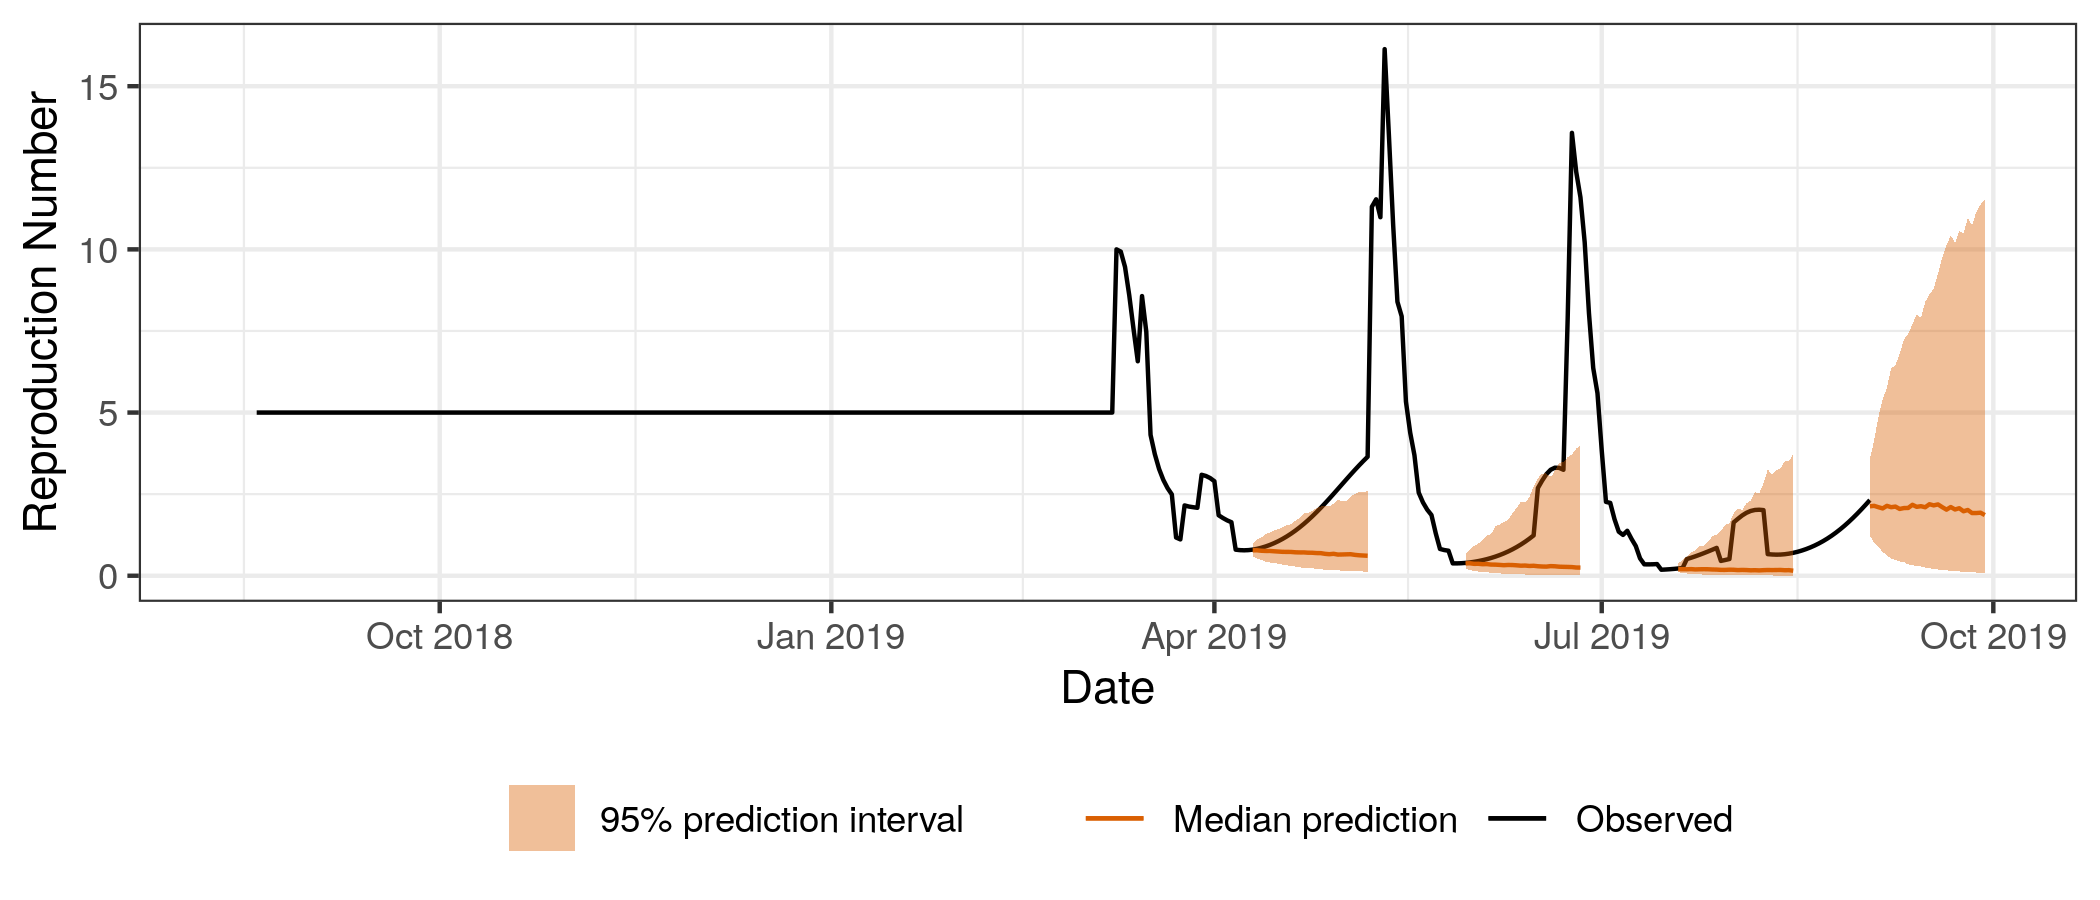 Reproduction Number
15
10
5
0
Oct 2018
Jan 2019
Apr 2019
Jul 2019
Oct 2019
Date
95% prediction interval
Median prediction
Observed